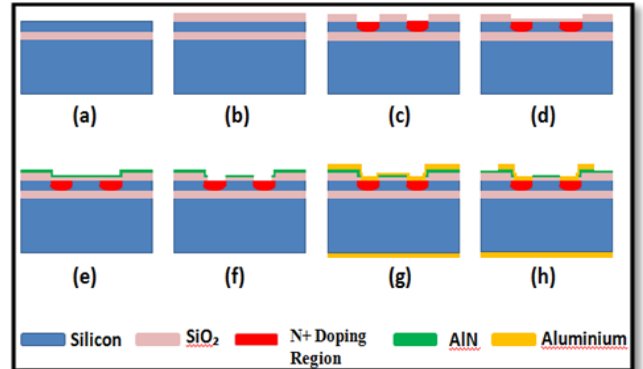 (a) (b) (c) (d)
(e) (f) (g) (h)
Silicon SiO₂ N+ Doping Region AlN Aluminium